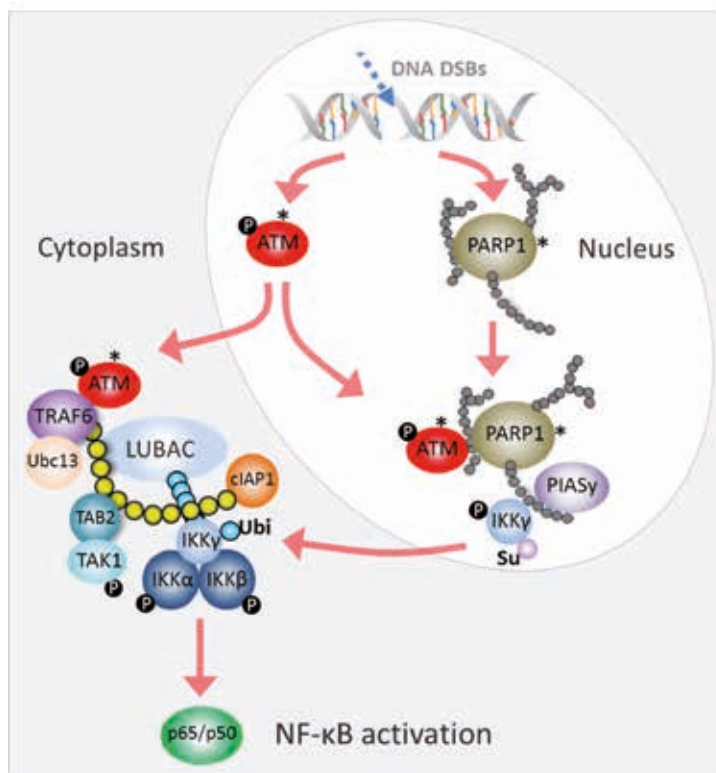 DNA DSBs
P
*
ATM
Cytoplasm
PARP1
*
Nucleus
P
*
ATM
TRAF6
Ubc13
LUBAC
cIAP1
TAB2
TAK1
P
IKKγ
Ubi
IKKα
IKKβ
P
P
P
*
ATM
PARP1
*
PIASy
P
IKKγ
Su
p65/p50
NF-κB activation